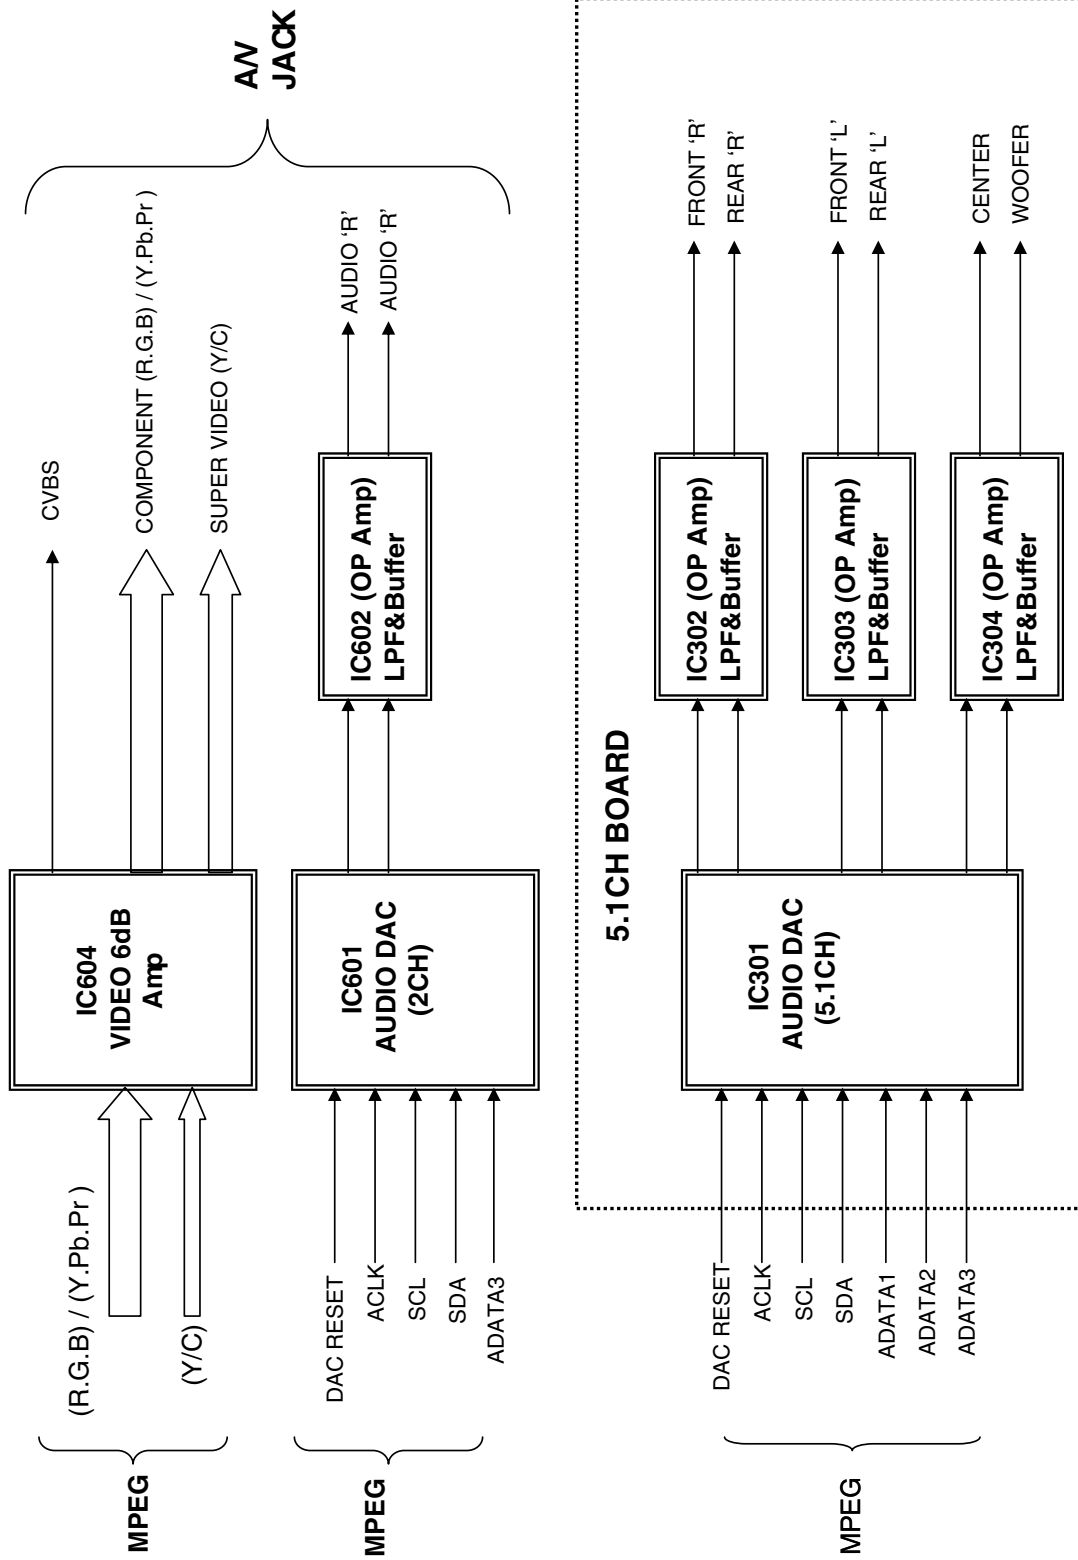 A/V
JACK
CVBS
COMPONENT (R.G.B) / (Y.Pb.Pr )
SUPER VIDEO (Y/C)
IC604
VIDEO 6dB
Amp
(R.G.B) / (Y.Pb.Pr )
(Y/C)
MPEG
AUDIO ‘R’
AUDIO ‘R’
IC602 (OP Amp)
LPF&Buffer
IC601
AUDIO DAC
(2CH)
DAC RESET
ACLK
SCL
SDA
ADATA3
MPEG
5.1CH BOARD
FRONT ‘R’
REAR ‘R’
FRONT ‘L’
REAR ‘L’
CENTER
WOOFER
IC302 (OP Amp)
LPF&Buffer
IC303 (OP Amp)
LPF&Buffer
IC304 (OP Amp)
LPF&Buffer
IC301
AUDIO DAC
(5.1CH)
DAC RESET
ACLK
SCL
SDA
ADATA1
ADATA2
ADATA3
MPEG